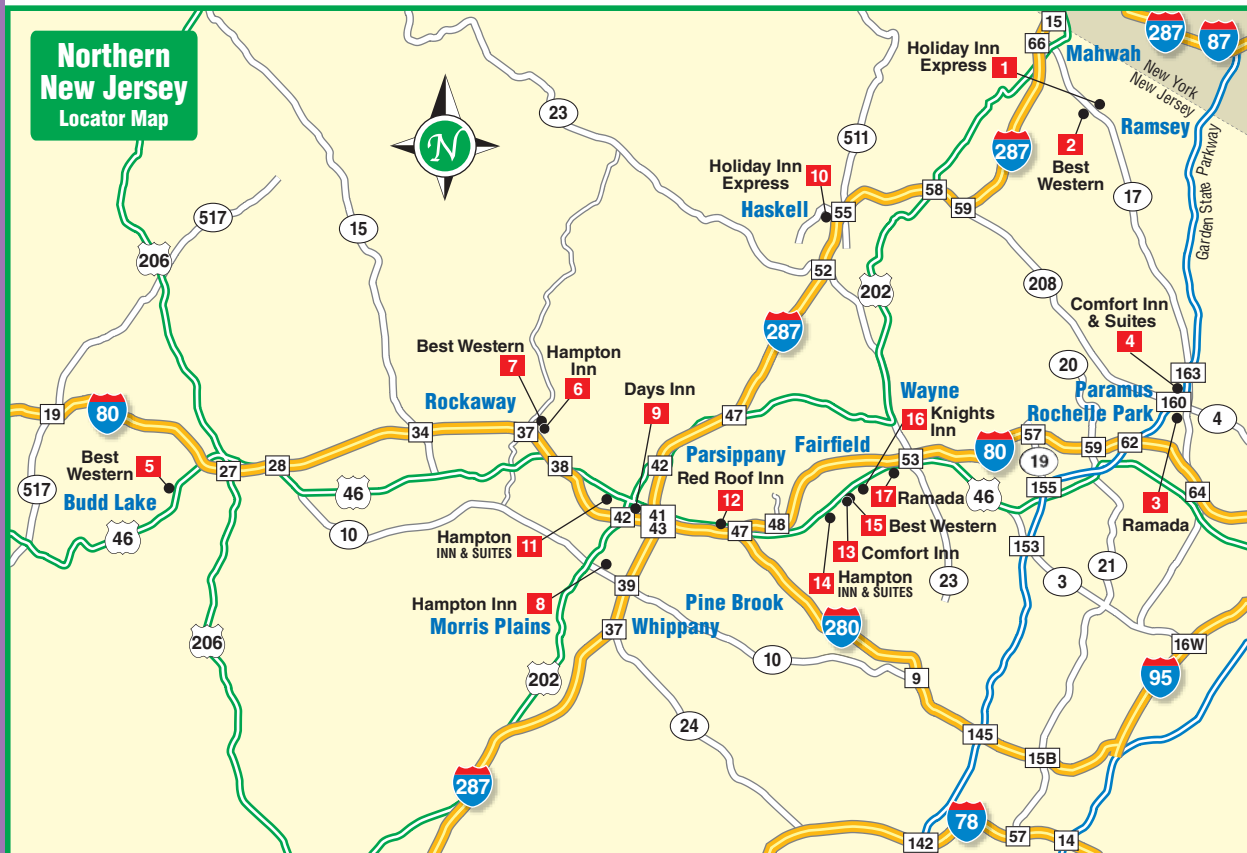 Northern
New Jersey
Locator Map
N
15
66
Mahwah
287
87
Holiday Inn
Express 1
New York
New Jersey
Ramsey
2
Best
Western
Garden State Parkway
23
511
287
17
Holiday Inn
Express 10
Haskell
55
58
59
517
15
206
52
202
208
287
Comfort Inn
& Suites
4
163
160
4
20
Paramus
Rochelle Park
Best Western
7
Hampton
Inn
6
Rockaway
Days Inn
9
Wayne
16 Knights
Inn
19
80
34
37
47
57
19
59
62
80
Parsippany
Fairfield
53
Best
Western 5
Budd Lake
27
28
38
42
Red Roof Inn
12
17 Ramada
46
155
64
3
Ramada
517
46
46
10
Hampton
INN & SUITES 11
42
41
43
47
48
15 Best Western
13 Comfort Inn
14 Hampton
INN & SUITES
153
3
21
23
Hampton Inn 8
Morris Plains
39
37
Whippany
Pine Brook
280
16W
206
202
10
9
95
24
145
15B
287
142
78
57
14